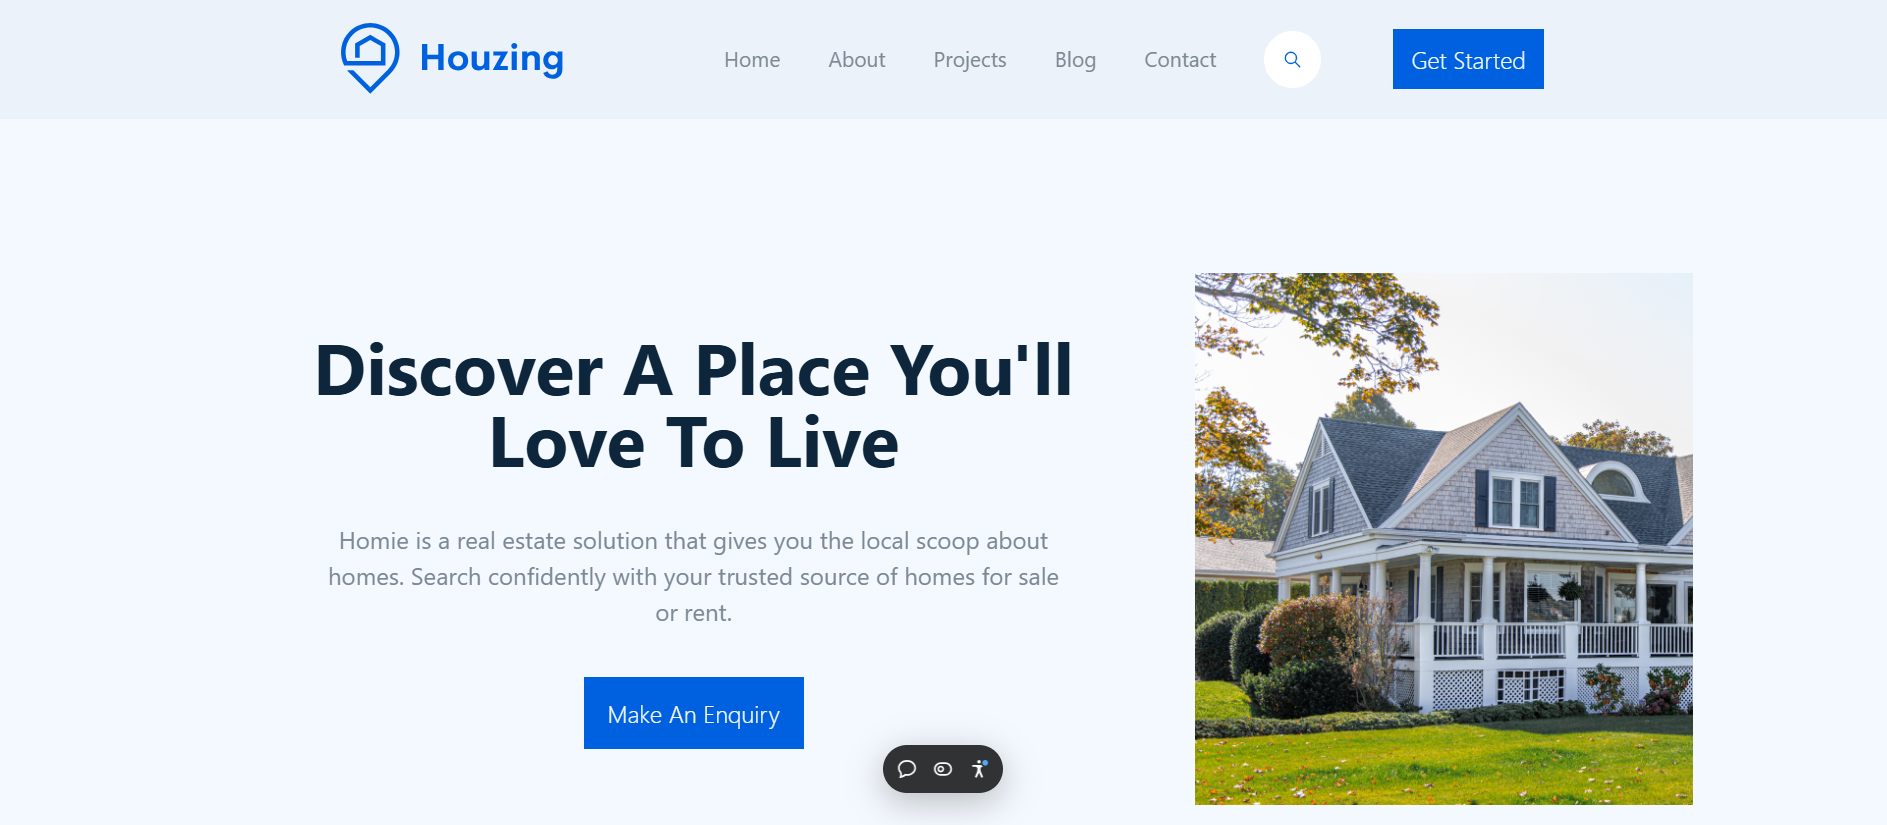 Houzing
Home About Projects Blog Contact
Get Started
Discover A Place You'll
Love To Live
Homie is a real estate solution that gives you the local scoop about
homes. Search confidently with your trusted source of homes for sale
or rent.
Make An Enquiry